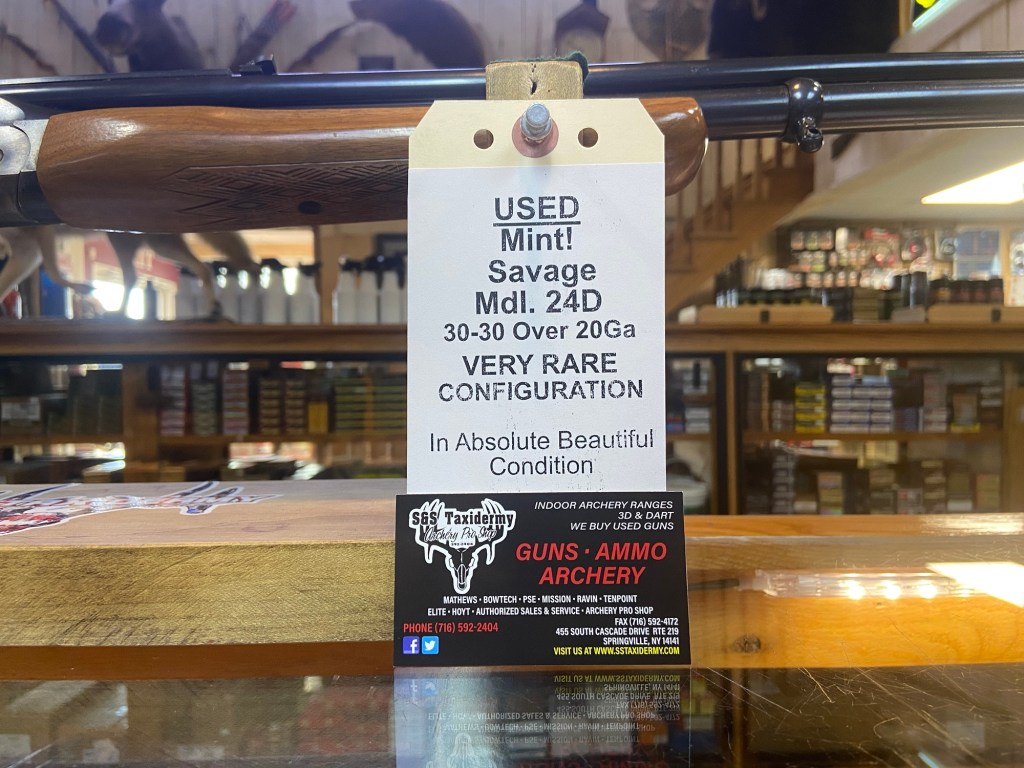 USED
Mint!
Savage
Mdl. 24D
30-30 Over 20Ga
VERY RARE
CONFIGURATION
In Absolute Beautiful
Condition
S&S Taxidermy
Archery Pro Shop
INDOOR ARCHERY RANGES
3D & DART
WE BUY USED GUNS
GUNS · AMMO
ARCHERY
MATHEWS • BOWTECH • PSE • MISSION • RAVIN • TENPOINT
ELITE • HOYT • AUTHORIZED SALES & SERVICE • ARCHERY PRO SHOP
PHONE (716) 592-2404
FAX (716) 592-4172
455 SOUTH CASCADE DRIVE RTE 219
SPRINGVILLE, NY 14141
VISIT US AT WWW.SSTAXIDERMY.COM